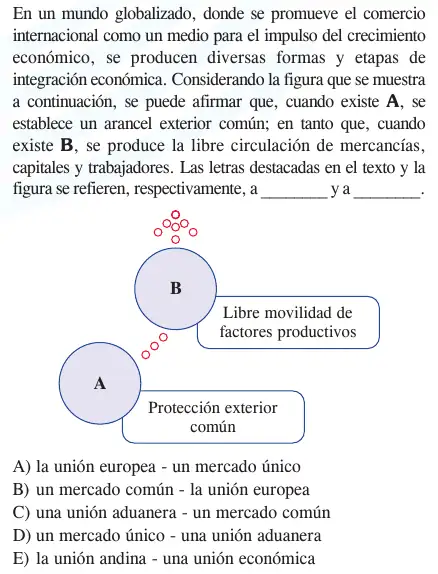 En un mundo globalizado, donde se promueve el comercio
internacional como un medio para el impulso del crecimiento
económico, se producen diversas formas y etapas de
integración económica. Considerando la figura que se muestra
a continuación, se puede afirmar que, cuando existe A, se
establece un arancel exterior común; en tanto que, cuando
existe B, se produce la libre circulación de mercancías,
capitales y trabajadores. Las letras destacadas en el texto y la
figura se refieren, respectivamente, a ________ y a ________.
B
Libre movilidad de
factores productivos
A
Protección exterior
común
A) la unión europea - un mercado único
B) un mercado común - la unión europea
C) una unión aduanera - un mercado común
D) un mercado único - una unión aduanera
E) la unión andina - una unión económica